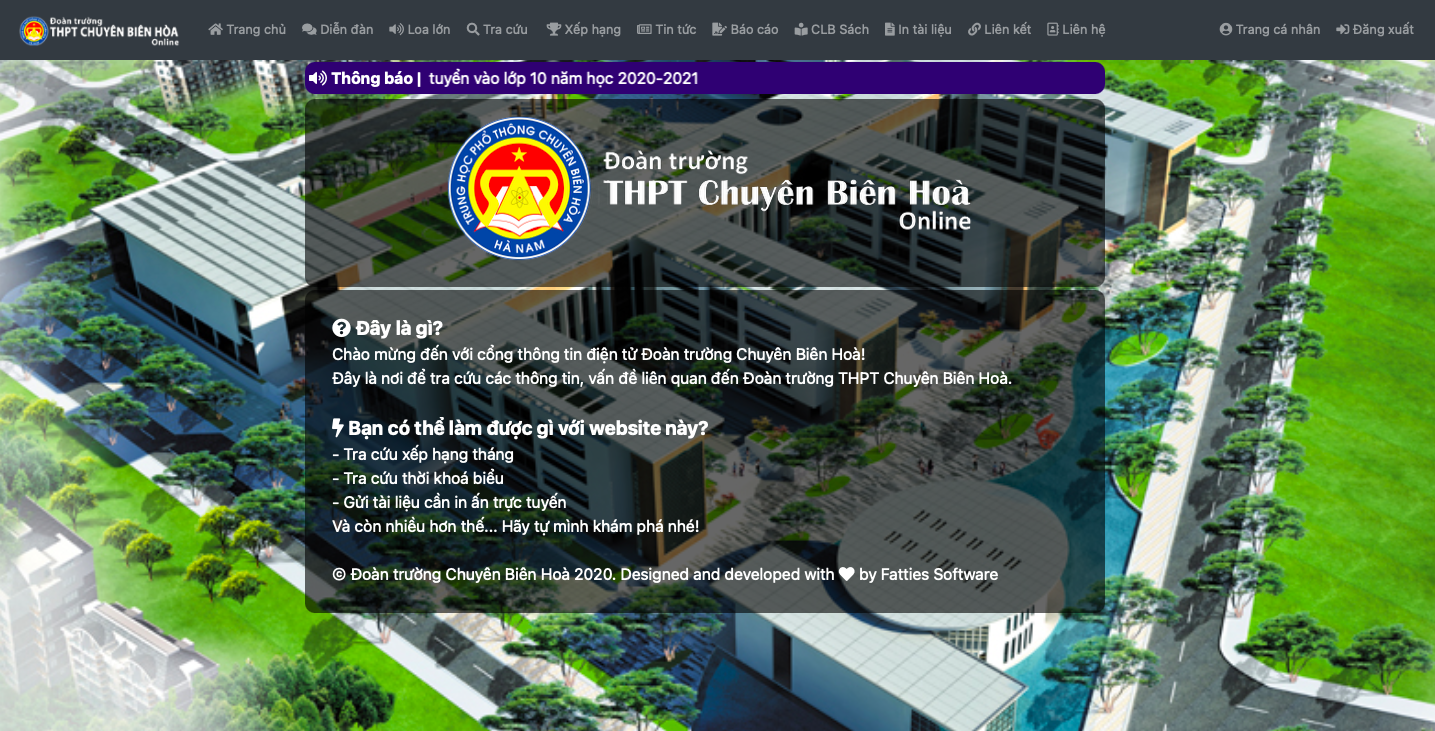 Đoàn trường
THPT CHUYÊN BIÊN HÒA
Online
Trang chủ
Diễn đàn
Loa lớn
Tra cứu
Xếp hạng
Tin tức
Báo cáo
CLB Sách
In tài liệu
Liên kết
Liên hệ
Trang cá nhân
Đăng xuất
Thông báo | tuyển vào lớp 10 năm học 2020-2021
TRUNG HỌC PHỔ THÔNG CHUYÊN BIÊN HÒA
HÀ NAM
Đoàn trường
THPT Chuyên Biên Hoà
Online
Đây là gì?
Chào mừng đến với cổng thông tin điện tử Đoàn trường Chuyên Biên Hoà!
Đây là nơi để tra cứu các thông tin, vấn đề liên quan đến Đoàn trường THPT Chuyên Biên Hoà.
Bạn có thể làm được gì với website này?
- Tra cứu xếp hạng tháng
- Tra cứu thời khoá biểu
- Gửi tài liệu cần in ấn trực tuyến
Và còn nhiều hơn thế... Hãy tự mình khám phá nhé!
© Đoàn trường Chuyên Biên Hoà 2020. Designed and developed with ♥ by Fatties Software